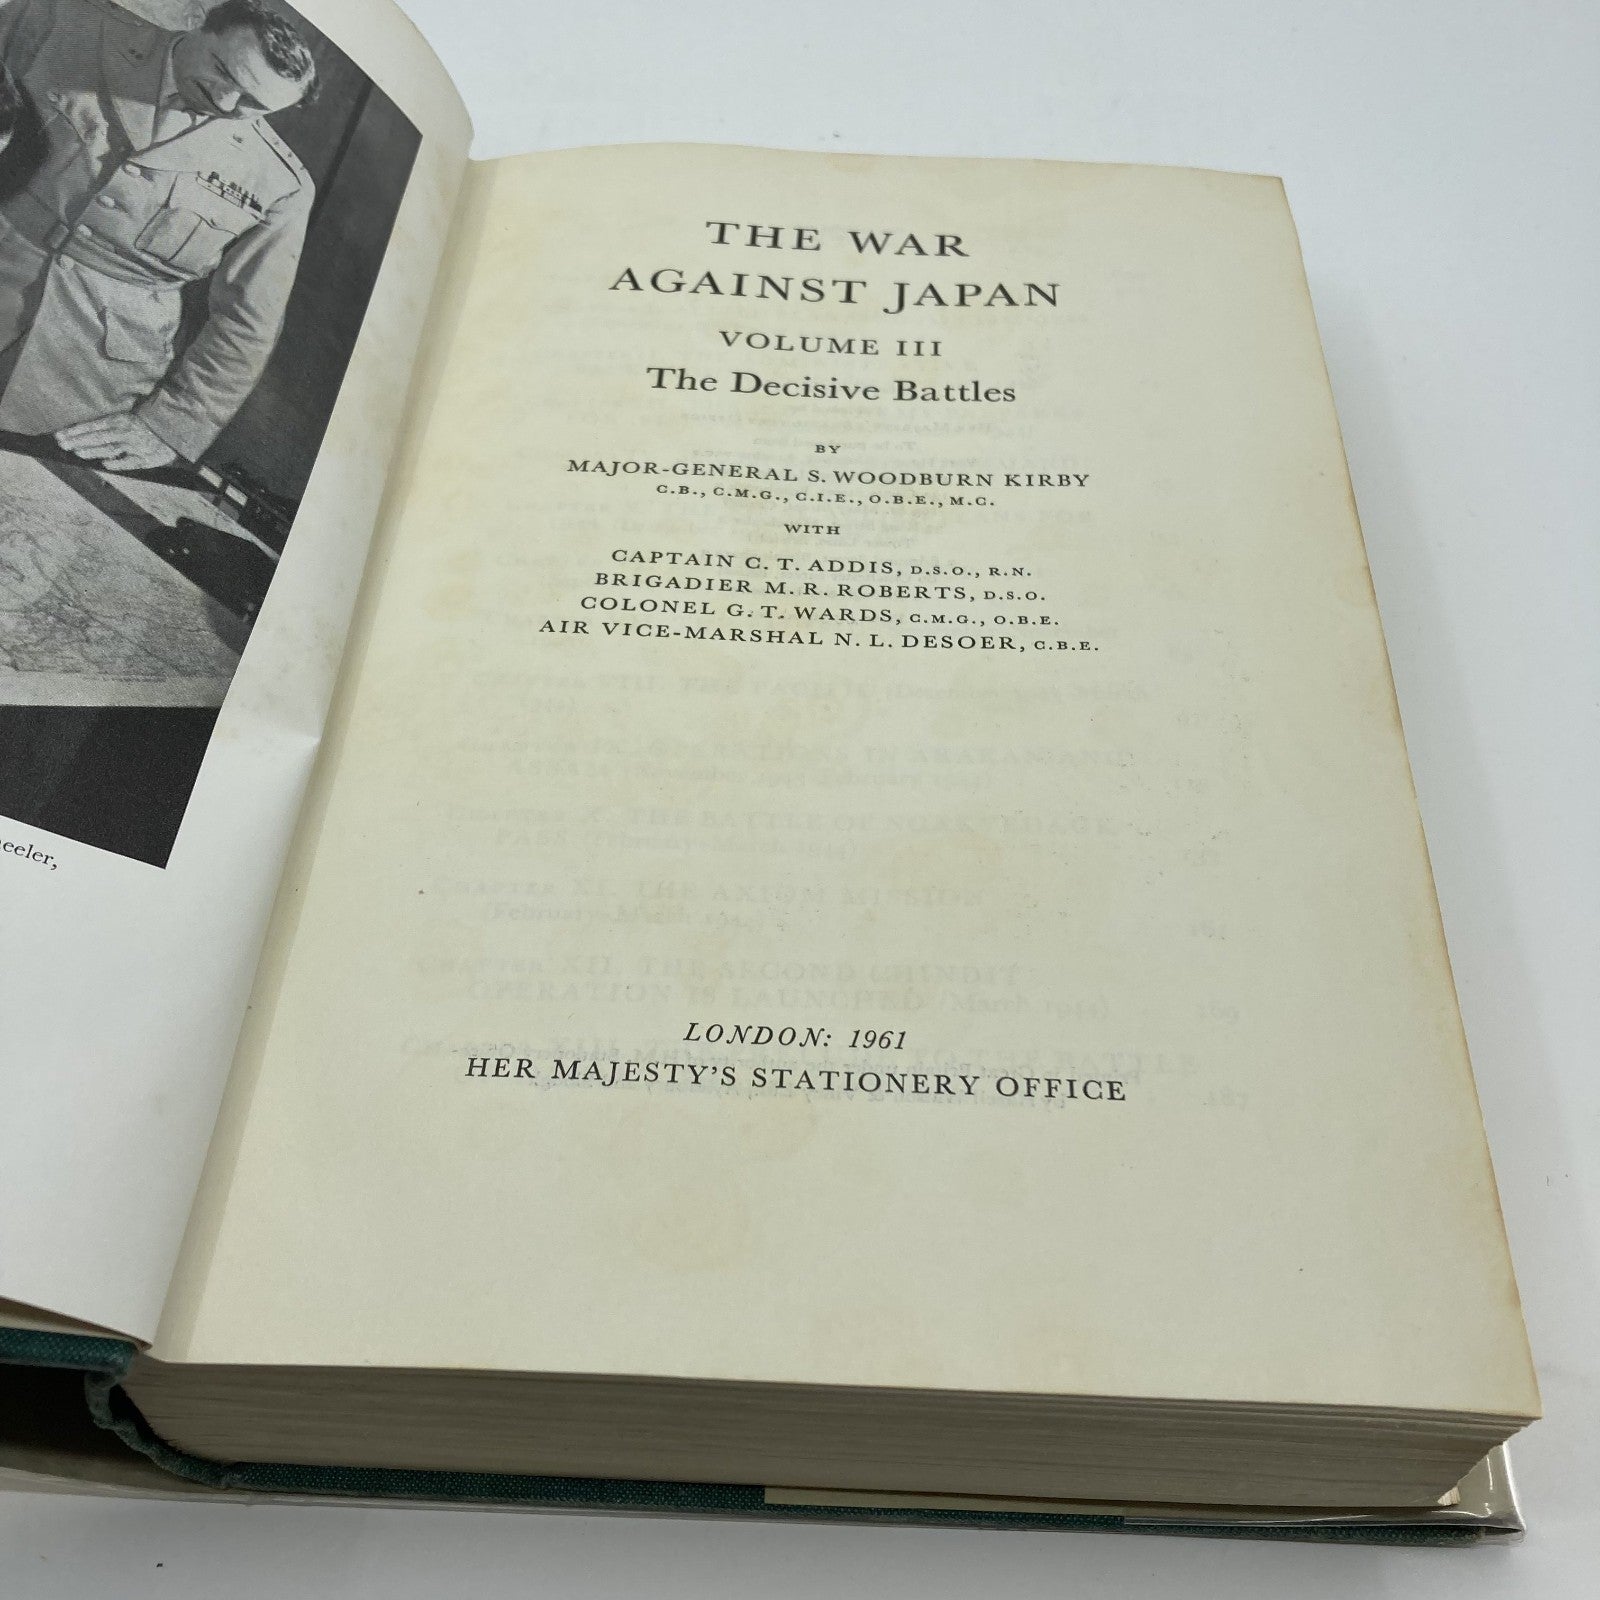 THE WAR
AGAINST JAPAN
VOLUME III
The Decisive Battles
BY
MAJOR-GENERAL S. WOODBURN KIRBY
C.B., C.M.G., C.I.E., O.B.E., M.C.
WITH
CAPTAIN C. T. ADDIS, D.S.O., R.N.
BRIGADIER M. R. ROBERTS, D.S.O.
COLONEL G. T. WARDS, C.M.G., O.B.E.
AIR VICE-MARSHAL N. L. DESOER, C.B.E.
LONDON: 1961
HER MAJESTY'S STATIONERY OFFICE